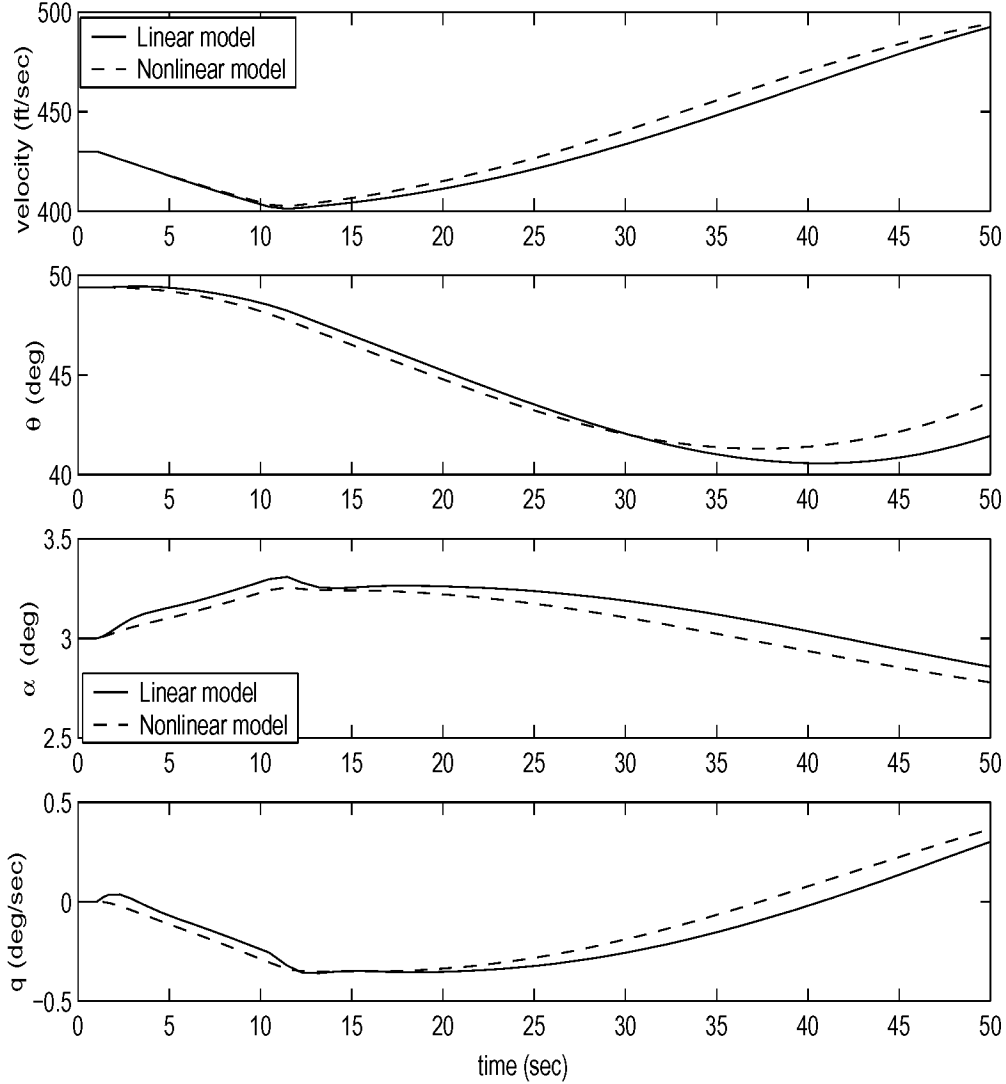 500
450
400
velocity (ft/sec)
Linear model
Nonlinear model
0 5 10 15 20 25 30 35 40 45 50
50
45
40
θ (deg)
0 5 10 15 20 25 30 35 40 45 50
3.5
3
2.5
α (deg)
Linear model
Nonlinear model
0 5 10 15 20 25 30 35 40 45 50
0.5
0
−0.5
q (deg/sec)
0 5 10 15 20 25 30 35 40 45 50
time (sec)